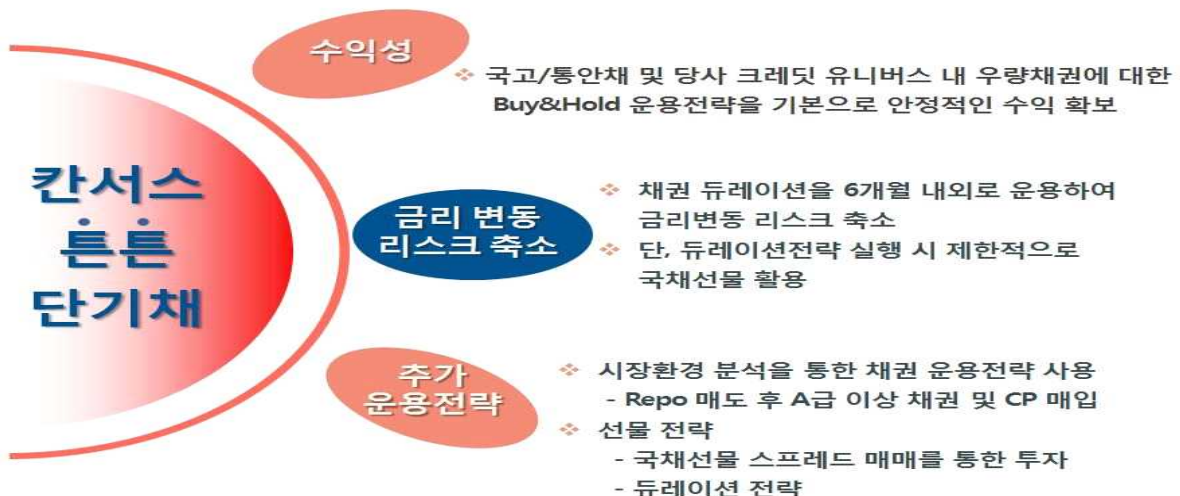 수익성
❖ 국고/통안채 및 당사 크레딧 유니버스 내 우량채권에 대한
Buy&Hold 운용전략을 기본으로 안정적인 수익 확보
칸서스
튼튼
단기채
금리 변동
리스크 축소
❖ 채권 듀레이션을 6개월 내외로 운용하여
금리변동 리스크 축소
❖ 단, 듀레이션전략 실행 시 제한적으로
국채선물 활용
추가
운용전략
❖ 시장환경 분석을 통한 채권 운용전략 사용
- Repo 매도 후 A급 이상 채권 및 CP 매입
❖ 선물 전략
- 국채선물 스프레드 매매를 통한 투자
- 듀레이션 전략